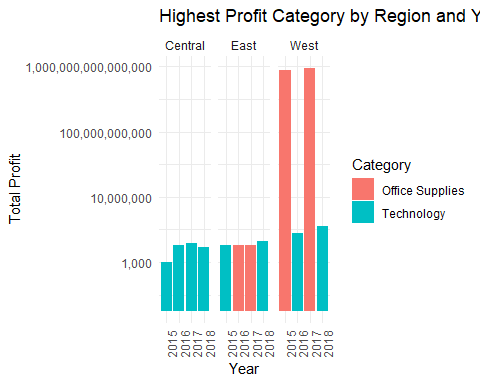 Highest Profit Category by Region and Y
Central East West
1,000,000,000,000,000
100,000,000,000
10,000,000
1,000
Total Profit
2015 2016 2017 2018 2015 2016 2017 2018 2015 2016 2017 2018
Year
Category
Office Supplies
Technology